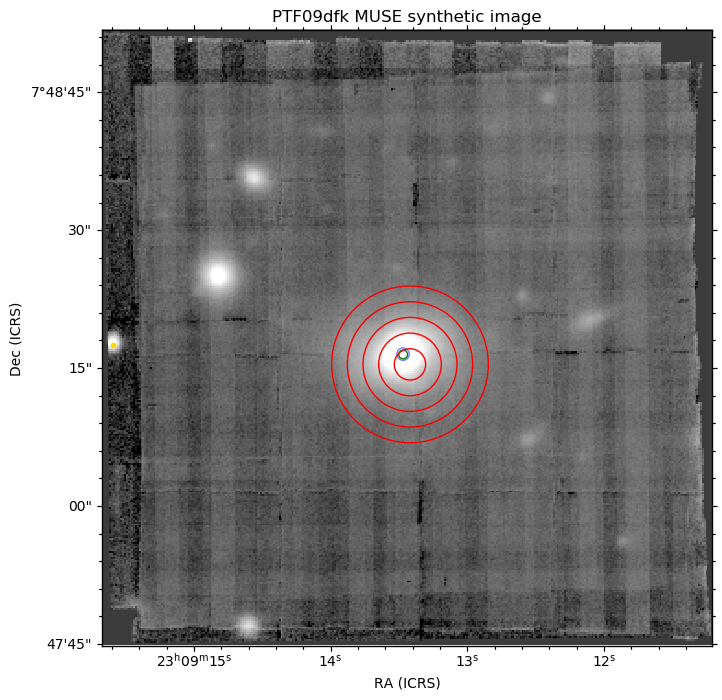 PTF09dfk MUSE synthetic image
7°48'45"
30"
15"
00"
47'45"
Dec (ICRS)
23ʰ09ᵐ15ˢ
14ˢ
13ˢ
12ˢ
RA (ICRS)